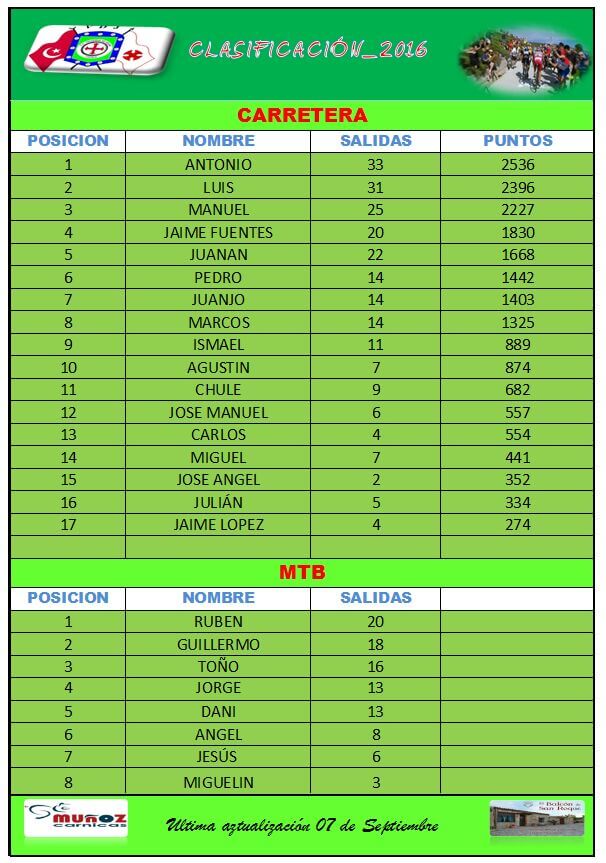 CLASIFICACIÓN_2016
CARRETERA
POSICION NOMBRE SALIDAS PUNTOS
1 ANTONIO 33 2536
2 LUIS 31 2396
3 MANUEL 25 2227
4 JAIME FUENTES 20 1830
5 JUANAN 22 1668
6 PEDRO 14 1442
7 JUANJO 14 1403
8 MARCOS 14 1325
9 ISMAEL 11 889
10 AGUSTIN 7 874
11 CHULE 9 682
12 JOSE MANUEL 6 557
13 CARLOS 4 554
14 MIGUEL 7 441
15 JOSE ANGEL 2 352
16 JULIÁN 5 334
17 JAIME LOPEZ 4 274
MTB
POSICION NOMBRE SALIDAS
1 RUBEN 20
2 GUILLERMO 18
3 TOÑO 16
4 JORGE 13
5 DANI 13
6 ANGEL 8
7 JESÚS 6
8 MIGUELIN 3
MUÑOZ
carnicas
Ultima aztualización 07 de Septiembre
El Balcón de
San Roque